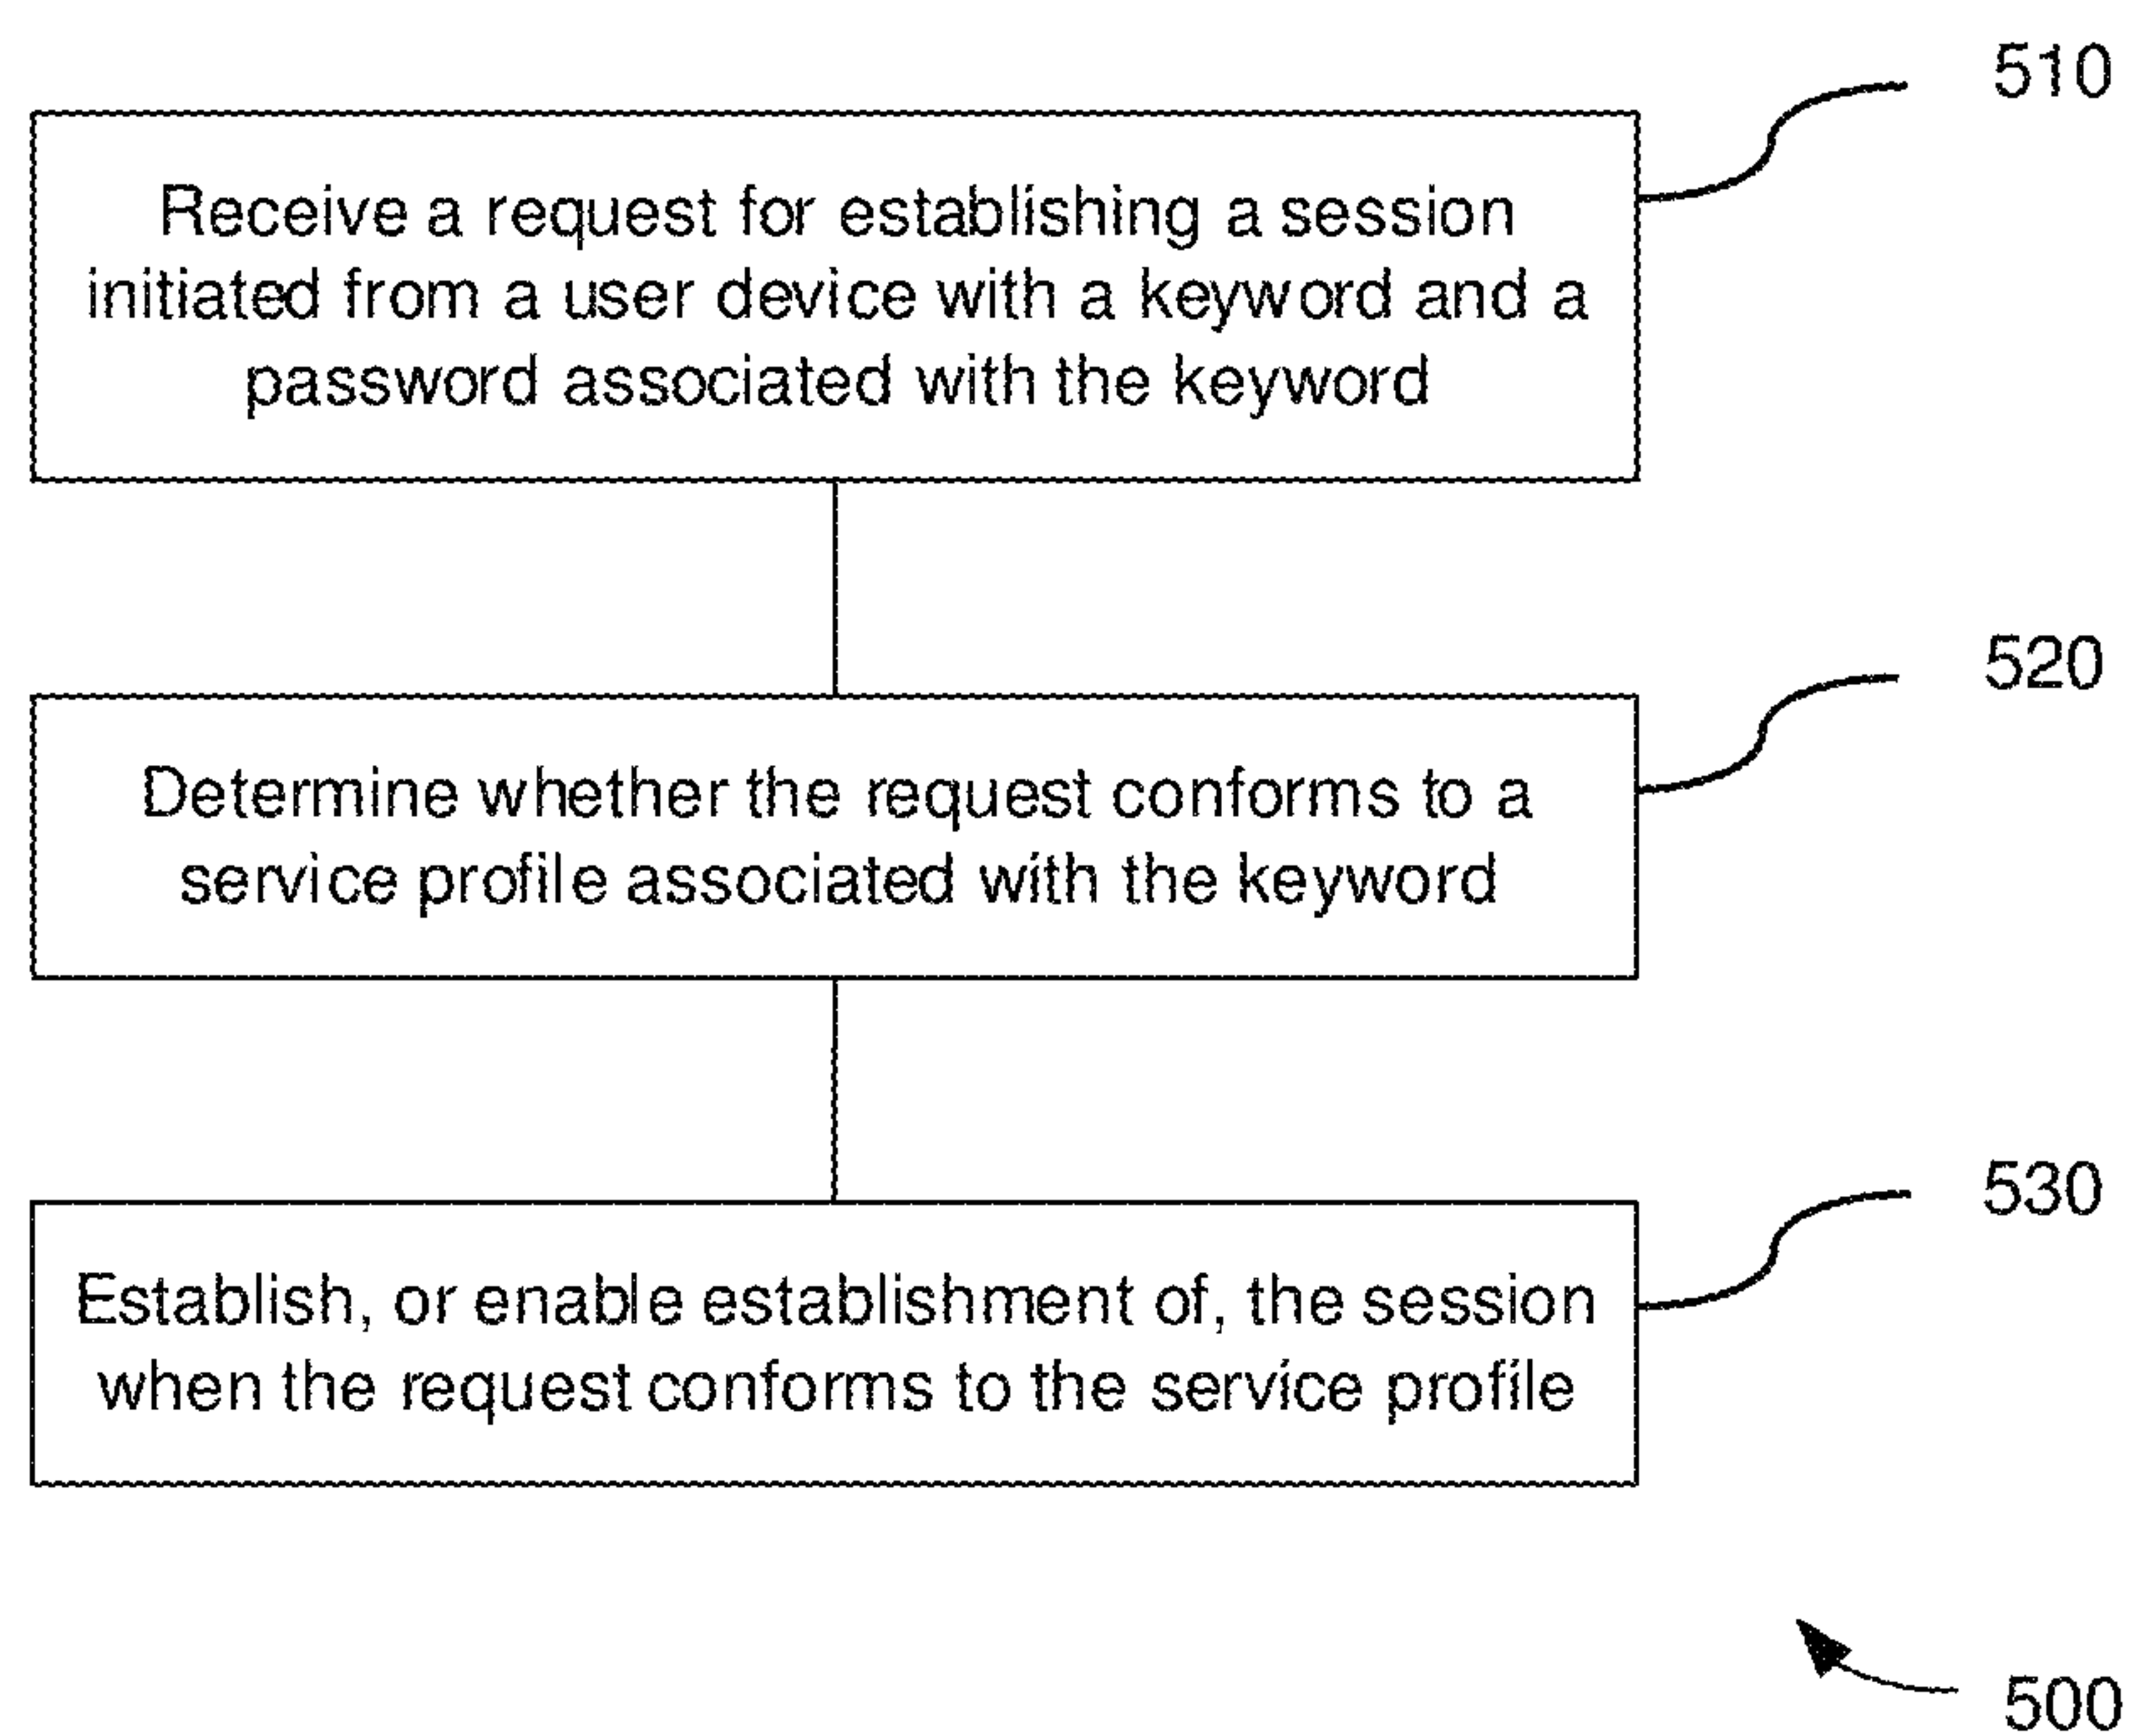 510
Receive a request for establishing a session
initiated from a user device with a keyword and a
password associated with the keyword
520
Determine whether the request conforms to a
service profile associated with the keyword
530
Establish, or enable establishment of, the session
when the request conforms to the service profile
500